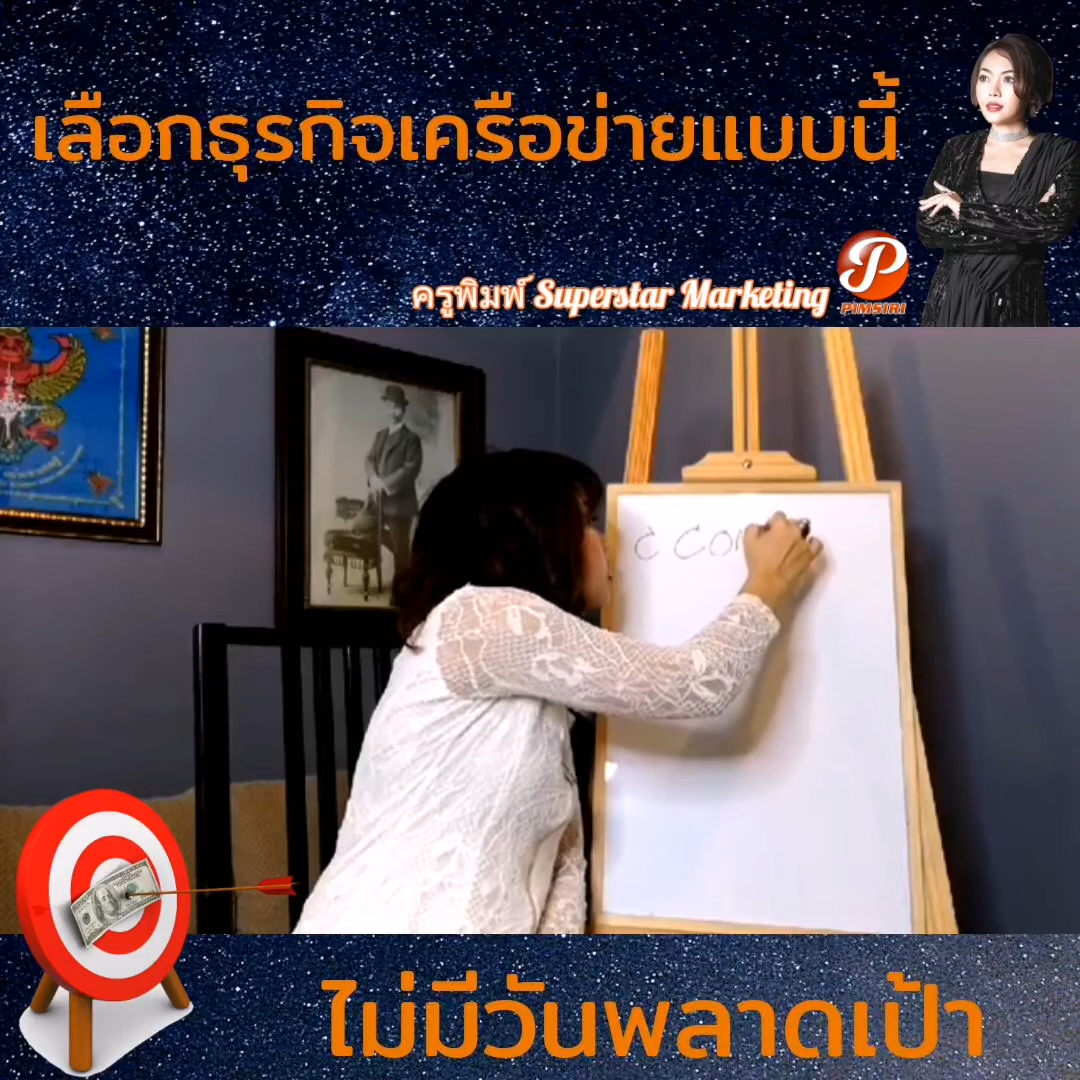 เลือกธุรกิจเครือข่ายแบบนี้
ครูพิมพ์ Superstar Marketing
P
PIMSIRI
C Com
ไม่มีวันพลาดเป้า